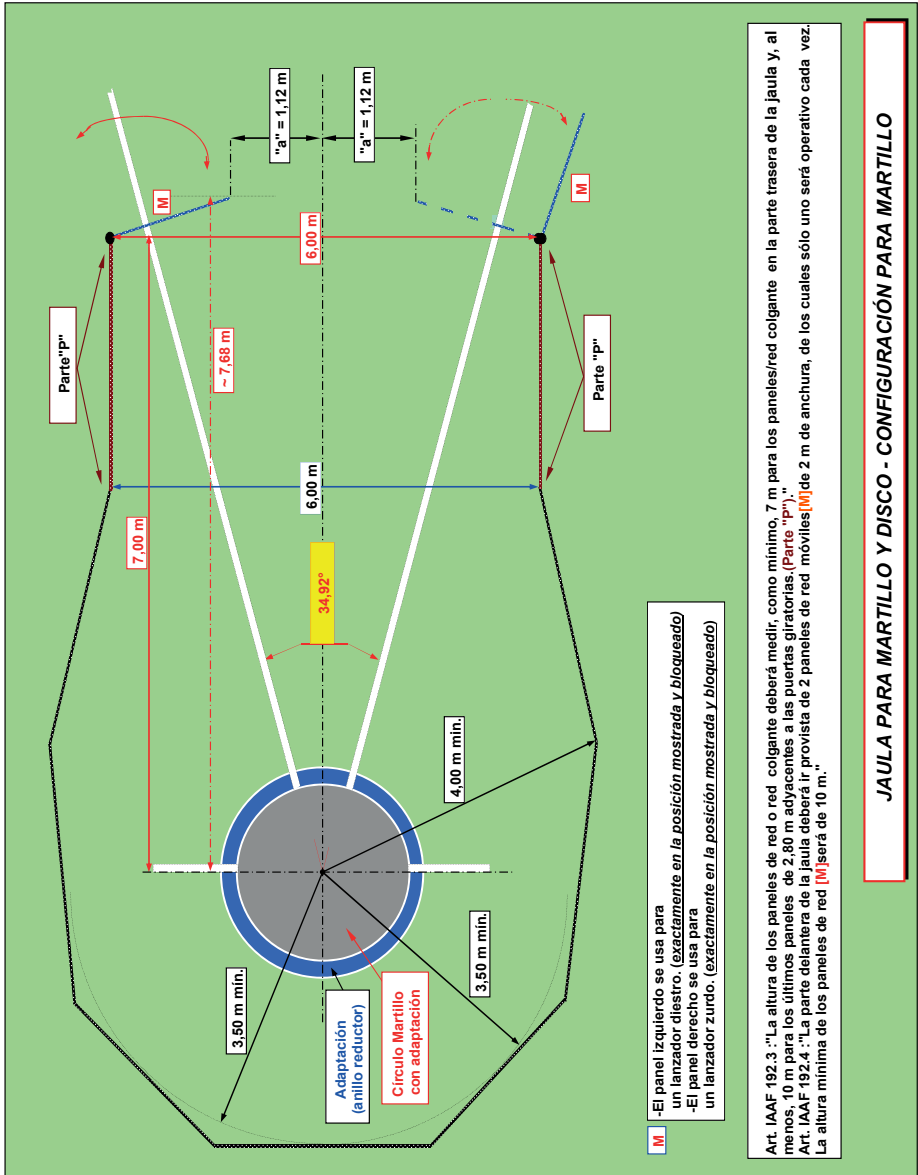 "a" = 1,12 m
"a" = 1,12 m
M
M
Parte"P"
6,00 m
Parte "P"
~ 7,68 m
7,00 m
6,00 m
34,92°
4,00 m min.
3,50 m mín.
3,50 m mín.
Adaptación
(anillo reductor)
Círculo Martillo
con adaptación
M
-El panel izquierdo se usa para
un lanzador diestro. (exactamente en la posición mostrada y bloqueado)
-El panel derecho se usa para
un lanzador zurdo. (exactamente en la posición mostrada y bloqueado)
Art. IAAF 192.3 :"La altura de los paneles de red o red colgante deberá medir, como mínimo, 7 m para los paneles/red colgante en la parte trasera de la jaula y, al
menos, 10 m para los últimos paneles de 2,80 m adyacentes a las puertas giratorias.(Parte "P")."
Art. IAAF 192.4 :"La parte delantera de la jaula deberá ir provista de 2 paneles de red móviles[M]de 2 m de anchura, de los cuales sólo uno será operativo cada vez.
La altura mínima de los paneles de red [M]será de 10 m."
JAULA PARA MARTILLO Y DISCO - CONFIGURACIÓN PARA MARTILLO